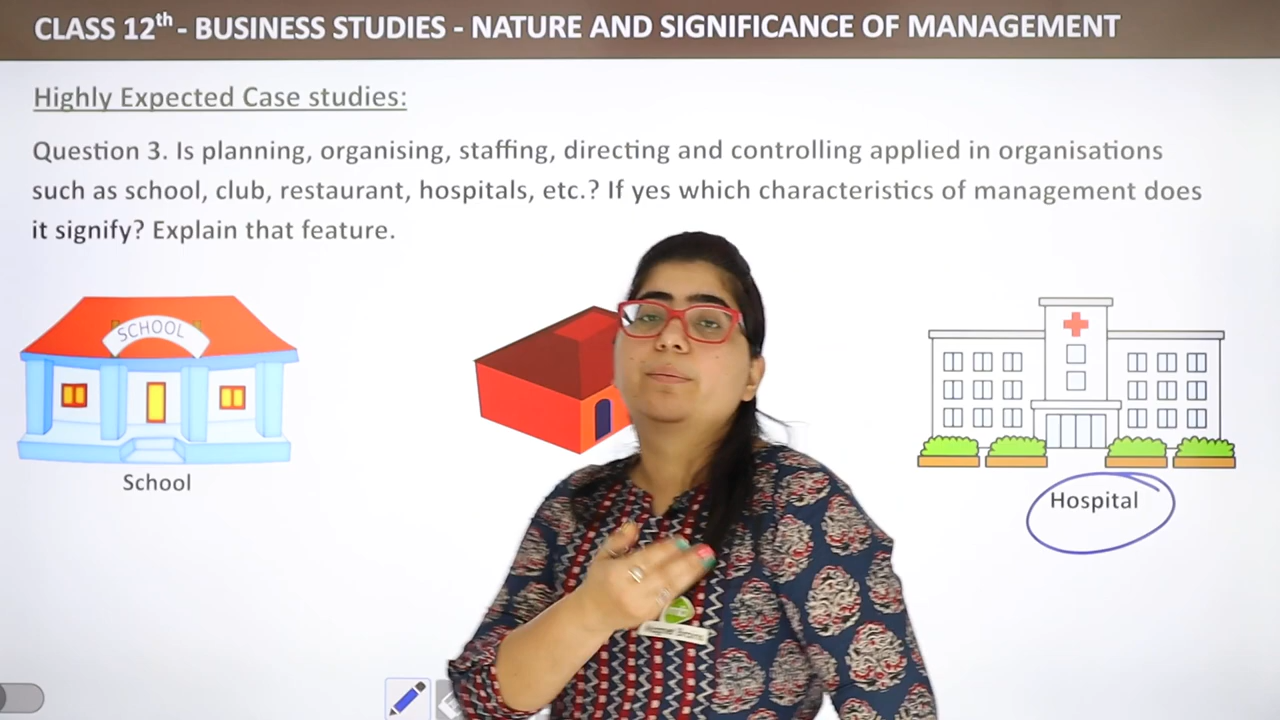 CLASS 12th - BUSINESS STUDIES - NATURE AND SIGNIFICANCE OF MANAGEMENT
Highly Expected Case studies:
Question 3. Is planning, organising, staffing, directing and controlling applied in organisations
such as school, club, restaurant, hospitals, etc.? If yes which characteristics of management does
it signify? Explain that feature.
SCHOOL
School
Hospital